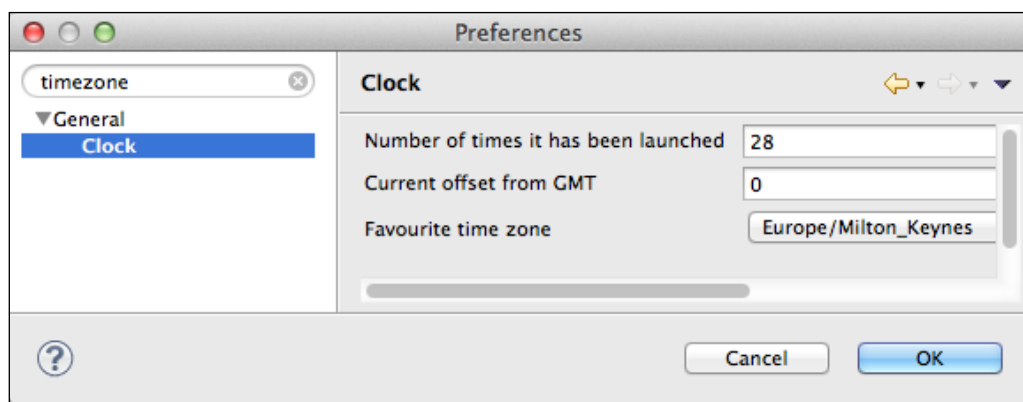 Preferences
timezone
General
Clock
Clock
Number of times it has been launched 28
Current offset from GMT 0
Favourite time zone Europe/Milton_Keynes
? Cancel OK